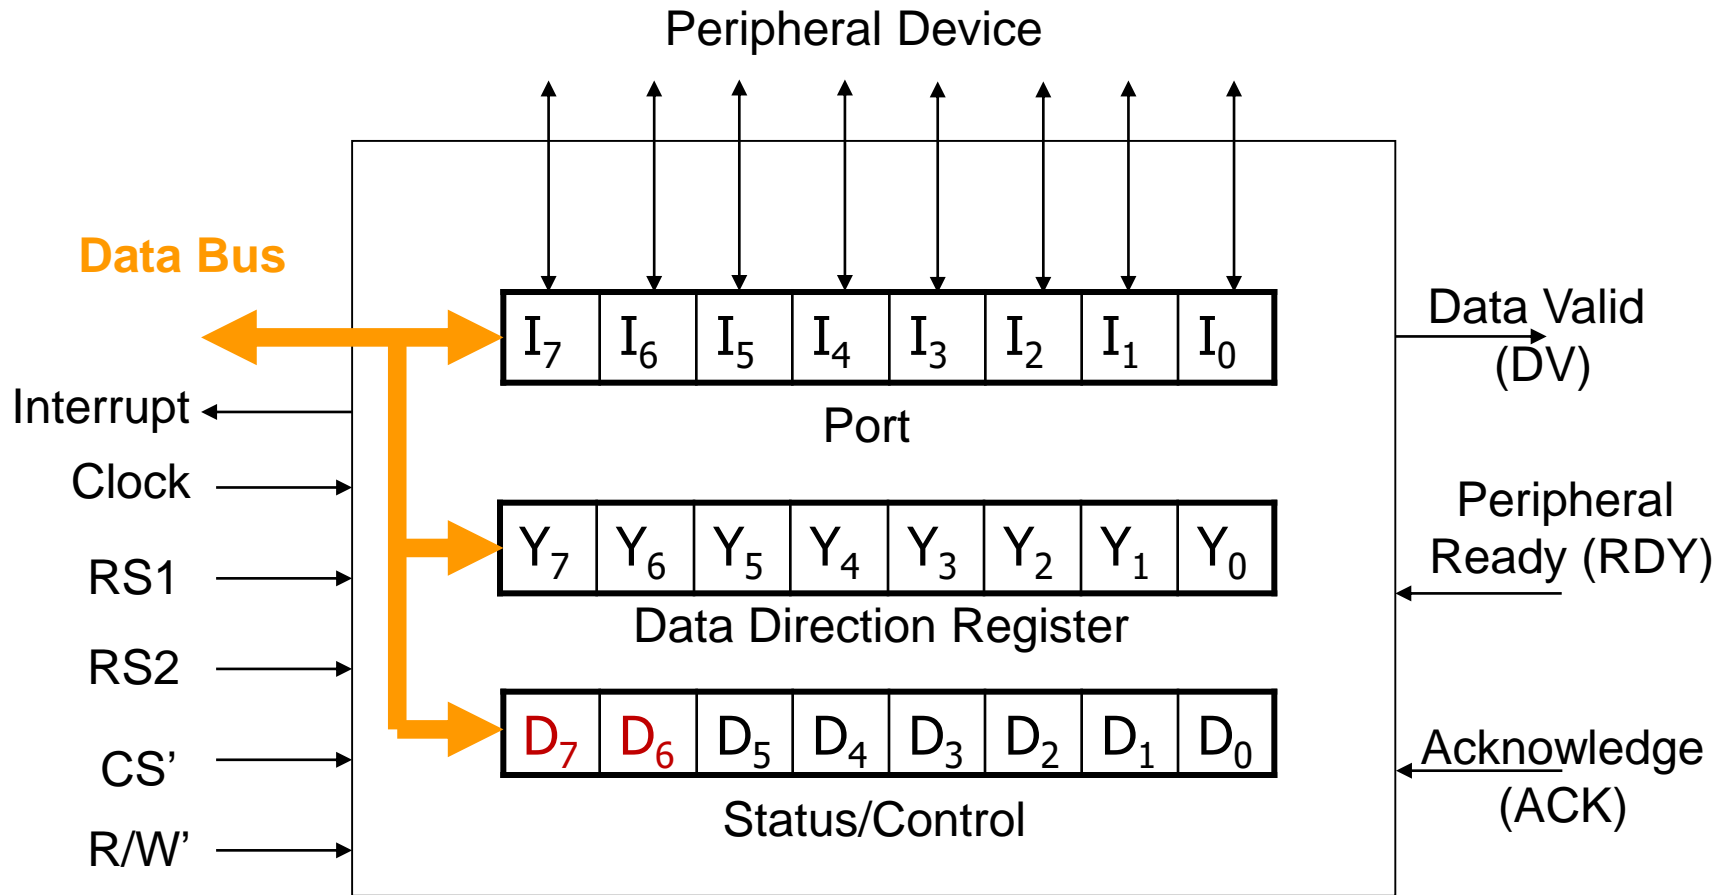 Peripheral Device
Data Bus
I7 I6 I5 I4 I3 I2 I1 I0
Data Valid
(DV)
Interrupt
Port
Clock
Peripheral
Ready (RDY)
Y7 Y6 Y5 Y4 Y3 Y2 Y1 Y0
RS1
Data Direction Register
RS2
D7 D6 D5 D4 D3 D2 D1 D0
Acknowledge
(ACK)
CS’
Status/Control
R/W’